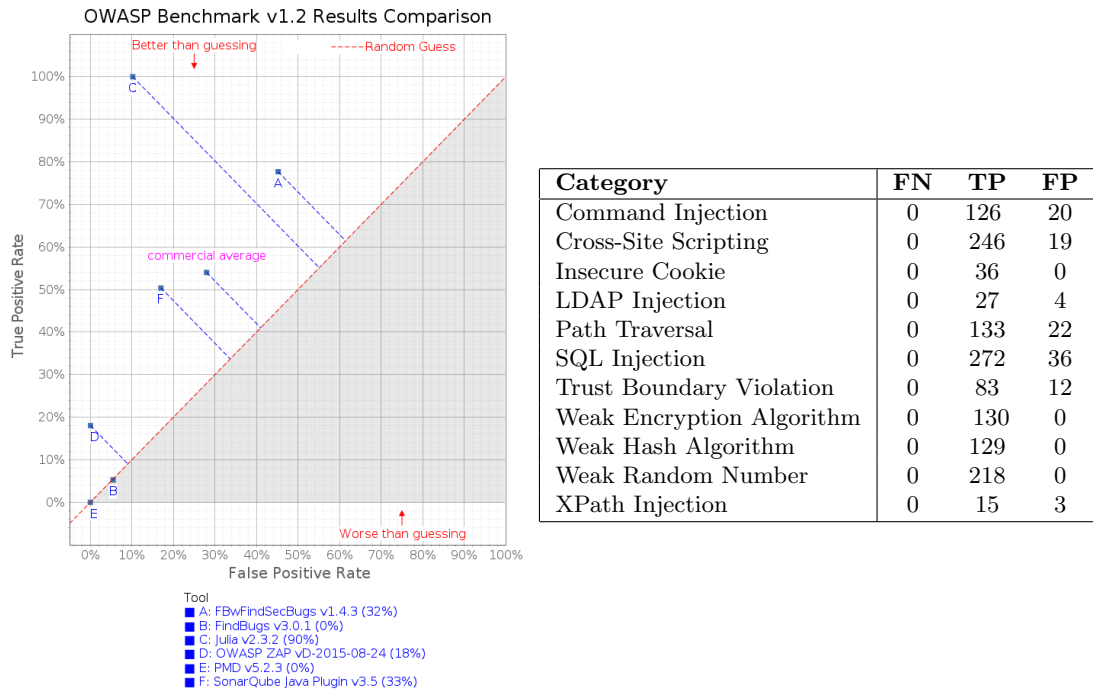 OWASP Benchmark v1.2 Results Comparison
Better than guessing
Random Guess
100%
90%
80%
70%
60%
50%
40%
30%
20%
10%
0%
True Positive Rate
C
A
commercial average
F
D
B
E
Worse than guessing
0% 10% 20% 30% 40% 50% 60% 70% 80% 90% 100%
False Positive Rate
Tool
A: FBwFindSecBugs v1.4.3 (32%)
B: FindBugs v3.0.1 (0%)
C: Julia v2.3.2 (90%)
D: OWASP ZAP vD-2015-08-24 (18%)
E: PMD v5.2.3 (0%)
F: SonarQube Java Plugin v3.5 (33%)
Category FN TP FP
Command Injection 0 126 20
Cross-Site Scripting 0 246 19
Insecure Cookie 0 36 0
LDAP Injection 0 27 4
Path Traversal 0 133 22
SQL Injection 0 272 36
Trust Boundary Violation 0 83 12
Weak Encryption Algorithm 0 130 0
Weak Hash Algorithm 0 129 0
Weak Random Number 0 218 0
XPath Injection 0 15 3